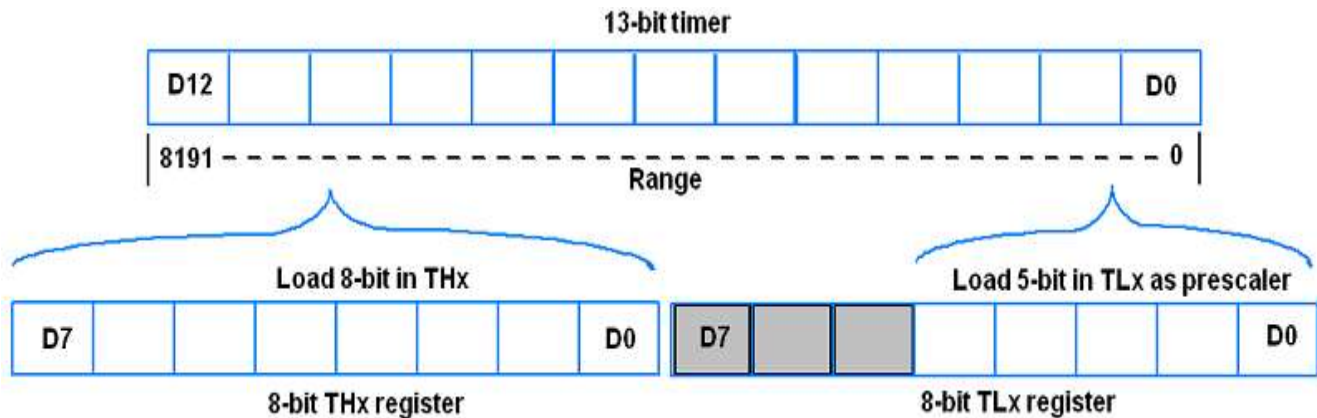 13-bit timer
D12 D0
8191 0
Range
Load 8-bit in THx Load 5-bit in TLx as prescaler
D7 D0 D7 D0
8-bit THx register 8-bit TLx register